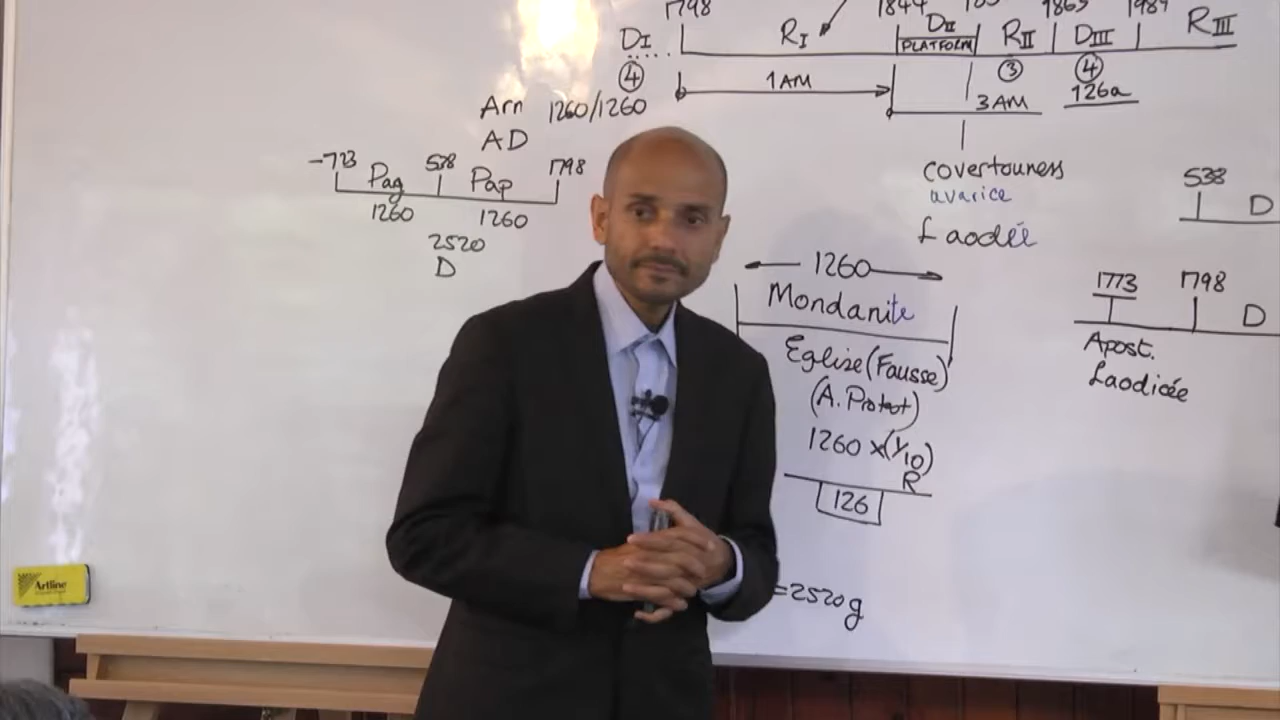 1798 1844 1863 1989
DI RI DII RII DIII RIII
PLATFORM
④ ③ ④
1AM 3AM 126a
Arn 1260/1260
AD
-723 538 1798
Pag Pap
1260 1260
2520
D
covertouness
avarice
Laodée
1260
Mondanite
Eglise (Fausse)
(A. Protest)
1260 x (1/10)
R
126
=2520g
538 D
1773 1798 D
Apost.
Laodicée
Artline